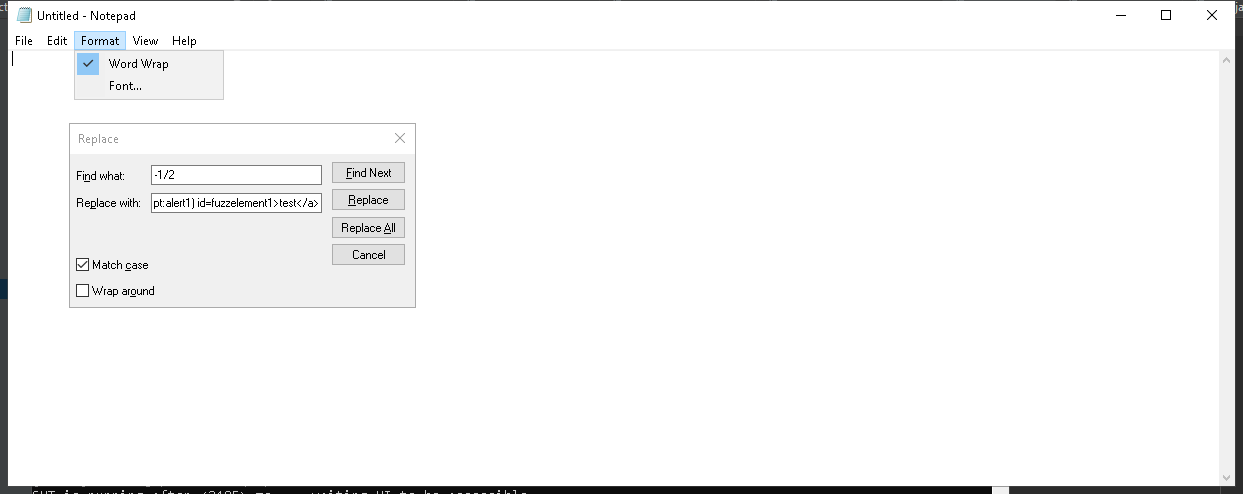 Untitled - Notepad
File Edit Format View Help
Word Wrap
Font...
Replace
Find what: -1/2 Find Next
Replace with: pt:alert1) id=fuzzelement1>test</a> Replace
Replace All
Cancel
Match case
Wrap around